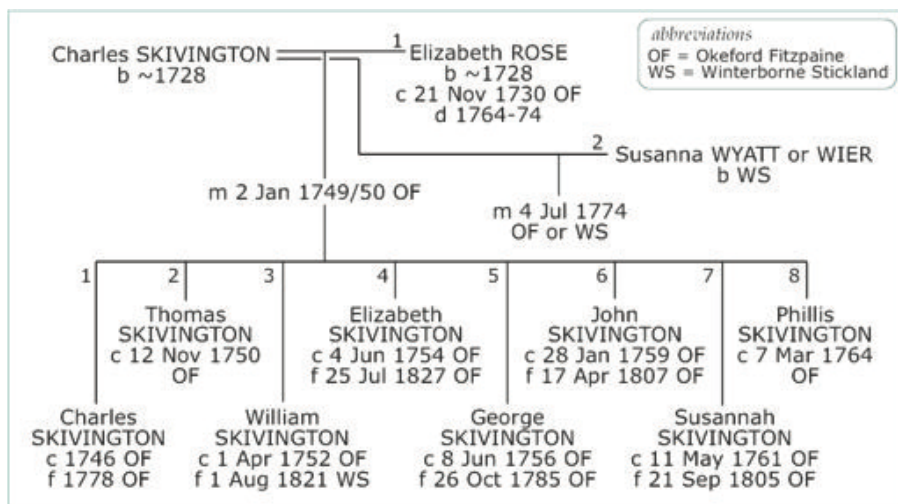 abbreviations
OF = Okeford Fitzpaine
WS = Winterborne Stickland
Charles SKIVINGTON
b ~1728
1
Elizabeth ROSE
b ~1728
c 21 Nov 1730 OF
d 1764-74
2
Susanna WYATT or WIER
b WS
m 2 Jan 1749/50 OF
m 4 Jul 1774
OF or WS
1
2
3
4
5
6
7
8
Thomas
SKIVINGTON
c 12 Nov 1750
OF
Elizabeth
SKIVINGTON
c 4 Jun 1754 OF
f 25 Jul 1827 OF
John
SKIVINGTON
c 28 Jan 1759 OF
f 17 Apr 1807 OF
Phillis
SKIVINGTON
c 7 Mar 1764
OF
Charles
SKIVINGTON
c 1746 OF
f 1778 OF
William
SKIVINGTON
c 1 Apr 1752 OF
f 1 Aug 1821 WS
George
SKIVINGTON
c 8 Jun 1756 OF
f 26 Oct 1785 OF
Susannah
SKIVINGTON
c 11 May 1761 OF
f 21 Sep 1805 OF